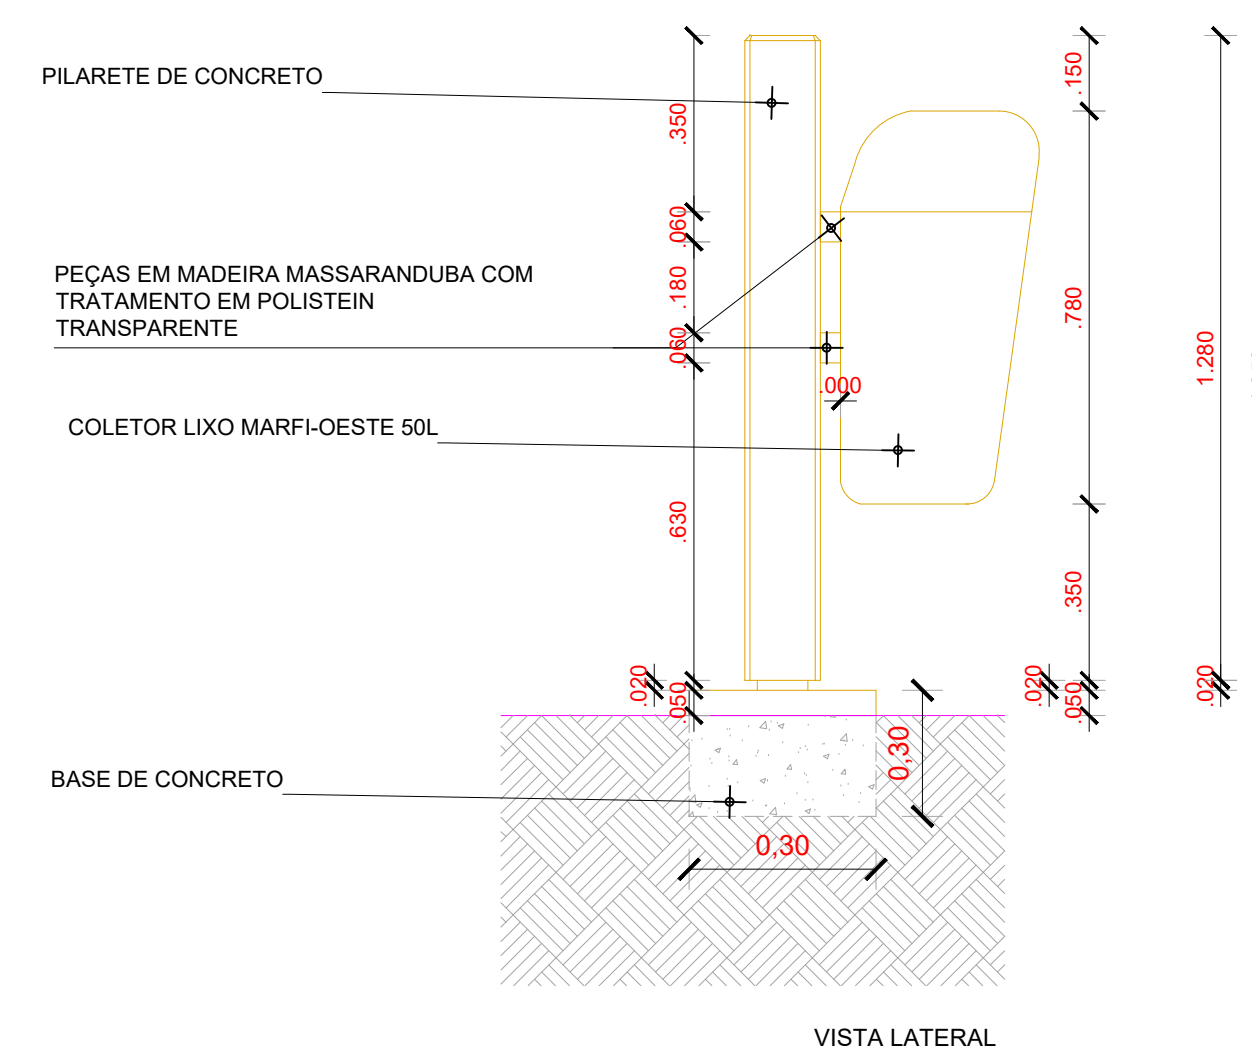 PILARETE DE CONCRETO
PEÇAS EM MADEIRA MASSARANDUBA COM
TRATAMENTO EM POLISTEIN
TRANSPARENTE
COLETOR LIXO MARFI-OESTE 50L
BASE DE CONCRETO
.350
.060
.180
.060
.630
.020
.050
.000
0,30
0,30
.150
.780
.350
.020
.050
1.280
.020
VISTA LATERAL